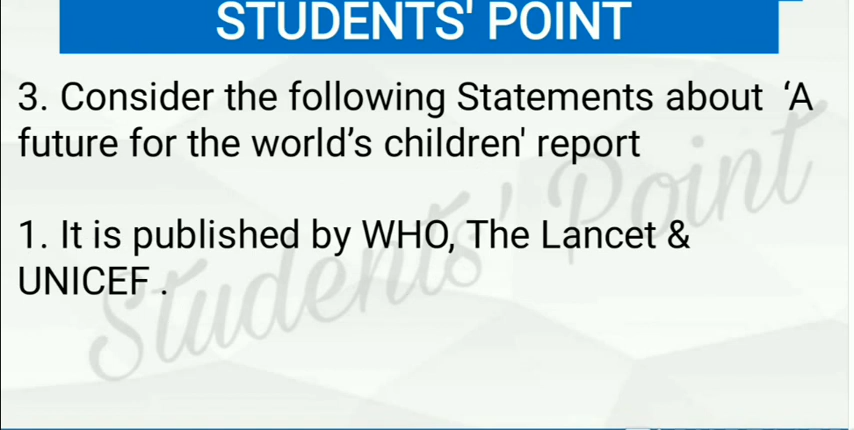 STUDENTS' POINT
3. Consider the following Statements about ‘A
future for the world’s children' report
1. It is published by WHO, The Lancet &
UNICEF .
Students' Point